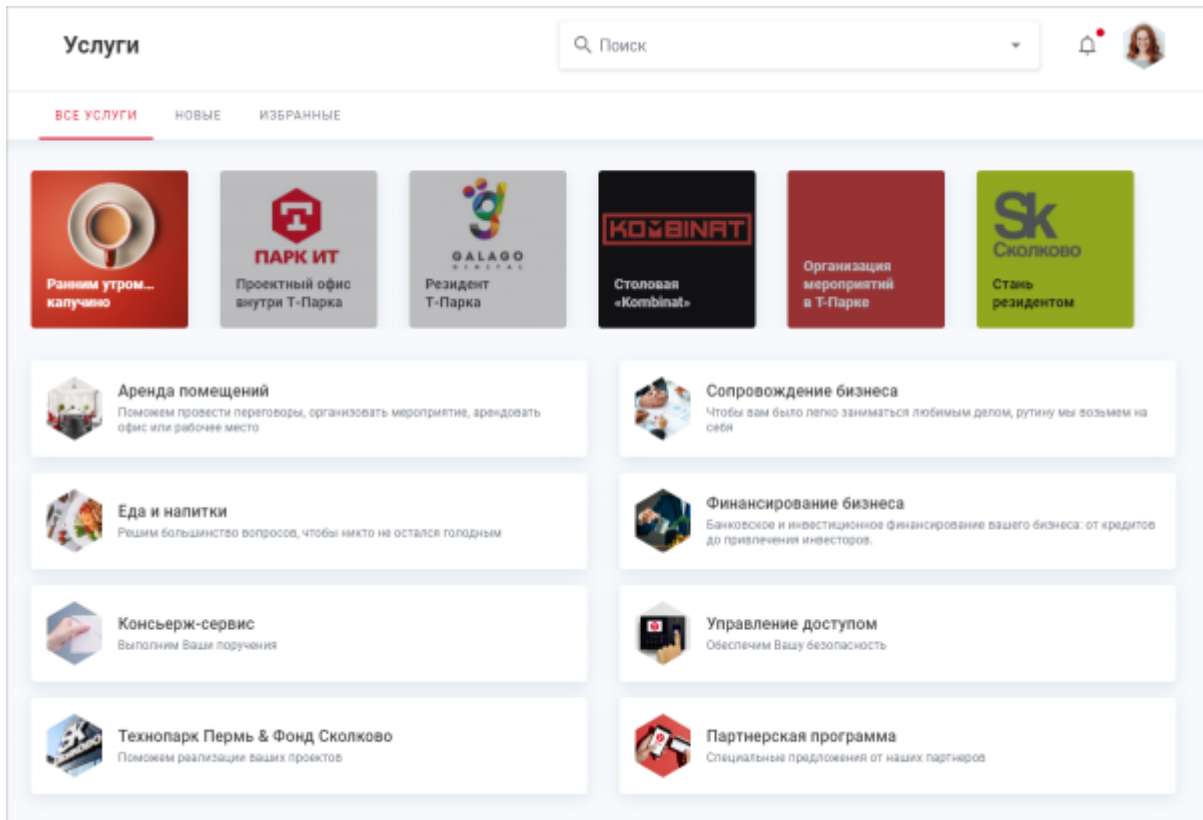 Услуги
Поиск
ВСЕ УСЛУГИ
НОВЫЕ
ИЗБРАННЫЕ
Ранним утром...
капучино
ПАРК ИТ
Проектный офис
внутри Т-Парка
GALAGO
DIGITAL
Резидент
Т-Парка
KOMBINAT
Столовая
«Kombinat»
Организация
мероприятий
в Т-Парке
Sk
Сколково
Стань
резидентом
Аренда помещений
Поможем провести переговоры, организовать мероприятие, арендовать
офис или рабочее место
Сопровождение бизнеса
Чтобы вам было легко заниматься любимым делом, рутину мы возьмем на
себя
Еда и напитки
Решим большинство вопросов, чтобы никто не остался голодным
Финансирование бизнеса
Банковское и инвестиционное финансирование вашего бизнеса: от кредитов
до привлечения инвесторов.
Консьерж-сервис
Выполним Ваши поручения
Управление доступом
Обеспечим Вашу безопасность
Sk
Технопарк Пермь & Фонд Сколково
Поможем реализации ваших проектов
Партнерская программа
Специальные предложения от наших партнеров